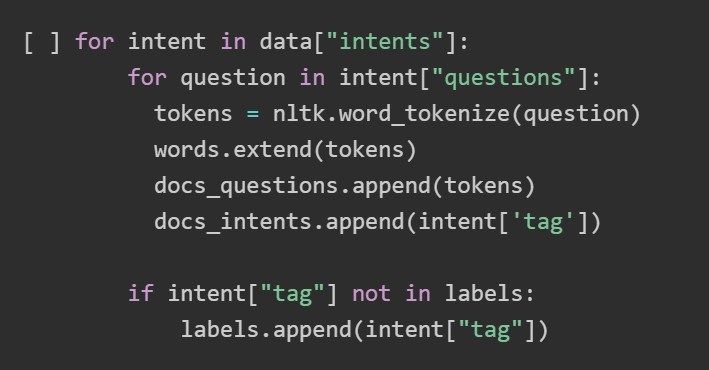 [ ] for intent in data["intents"]:
        for question in intent["questions"]:
          tokens = nltk.word_tokenize(question)
          words.extend(tokens)
          docs_questions.append(tokens)
          docs_intents.append(intent['tag'])

        if intent["tag"] not in labels:
            labels.append(intent["tag"])